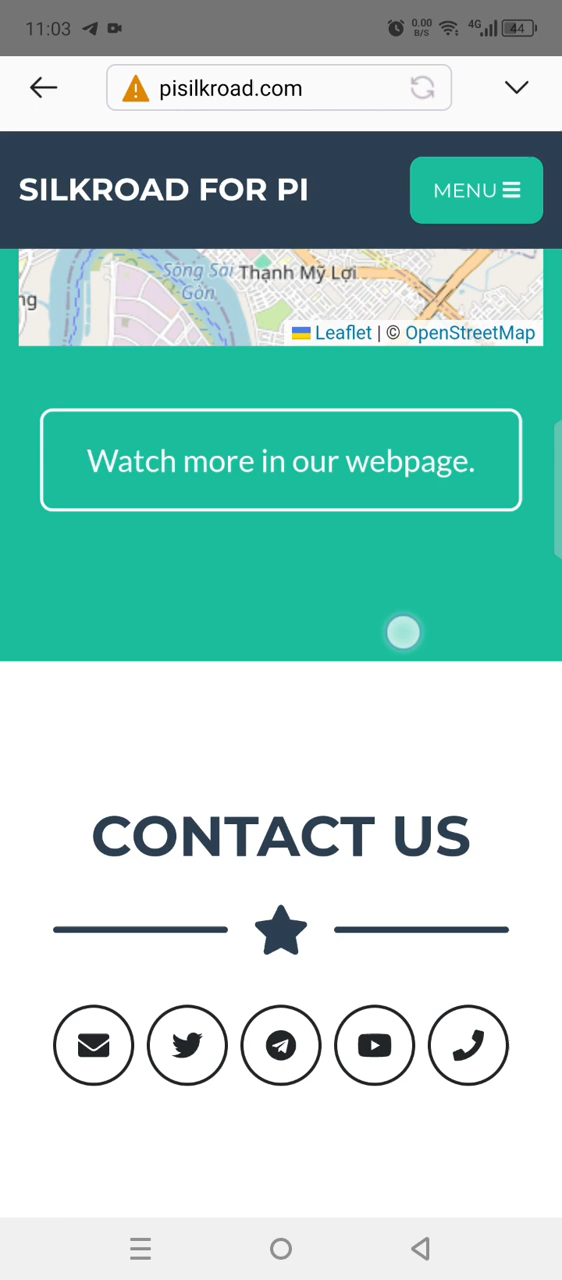 11:03
0.00
B/S
4G
44
pisilkroad.com
SILKROAD FOR PI
MENU
Sông Sài
Gòn
Thạnh Mỹ Lợi
ng
Leaflet | © OpenStreetMap
Watch more in our webpage.
CONTACT US